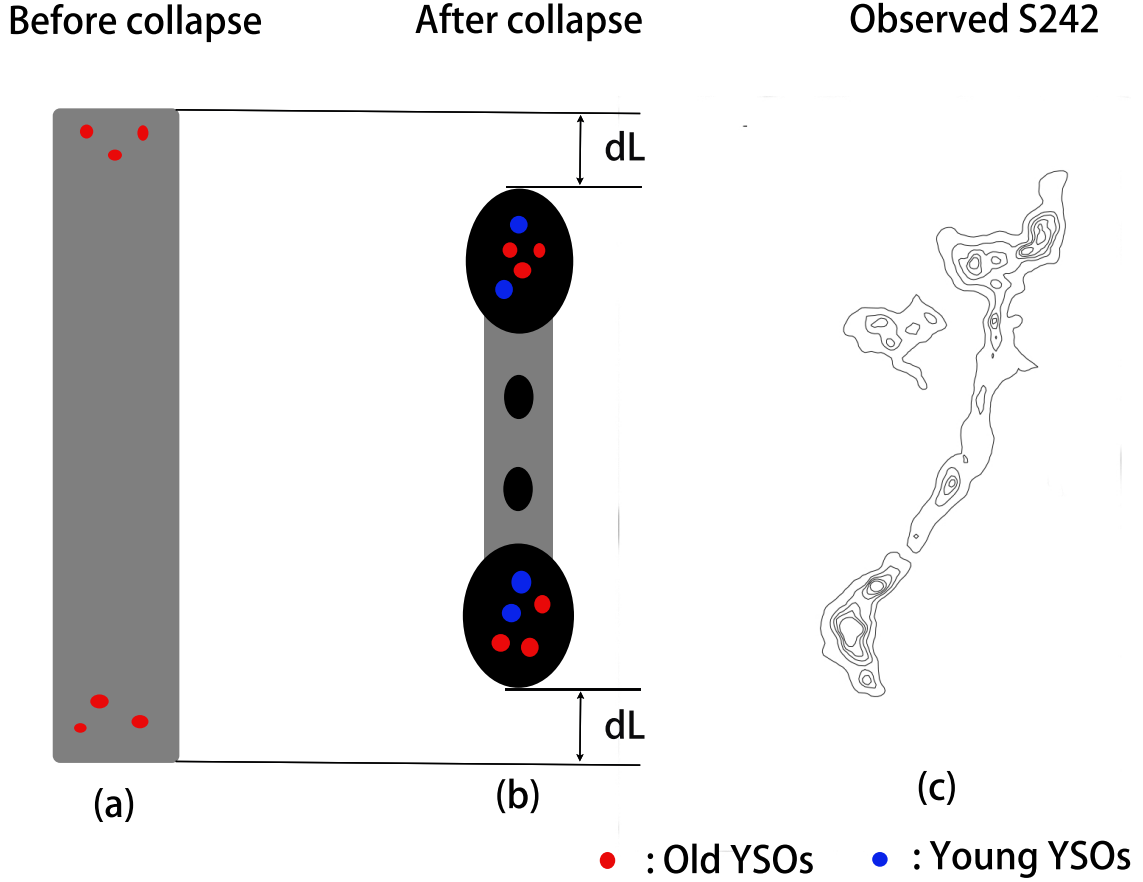 Before collapse
After collapse
Observed S242
dL
dL
(a)
(b)
(c)
: Old YSOs
: Young YSOs